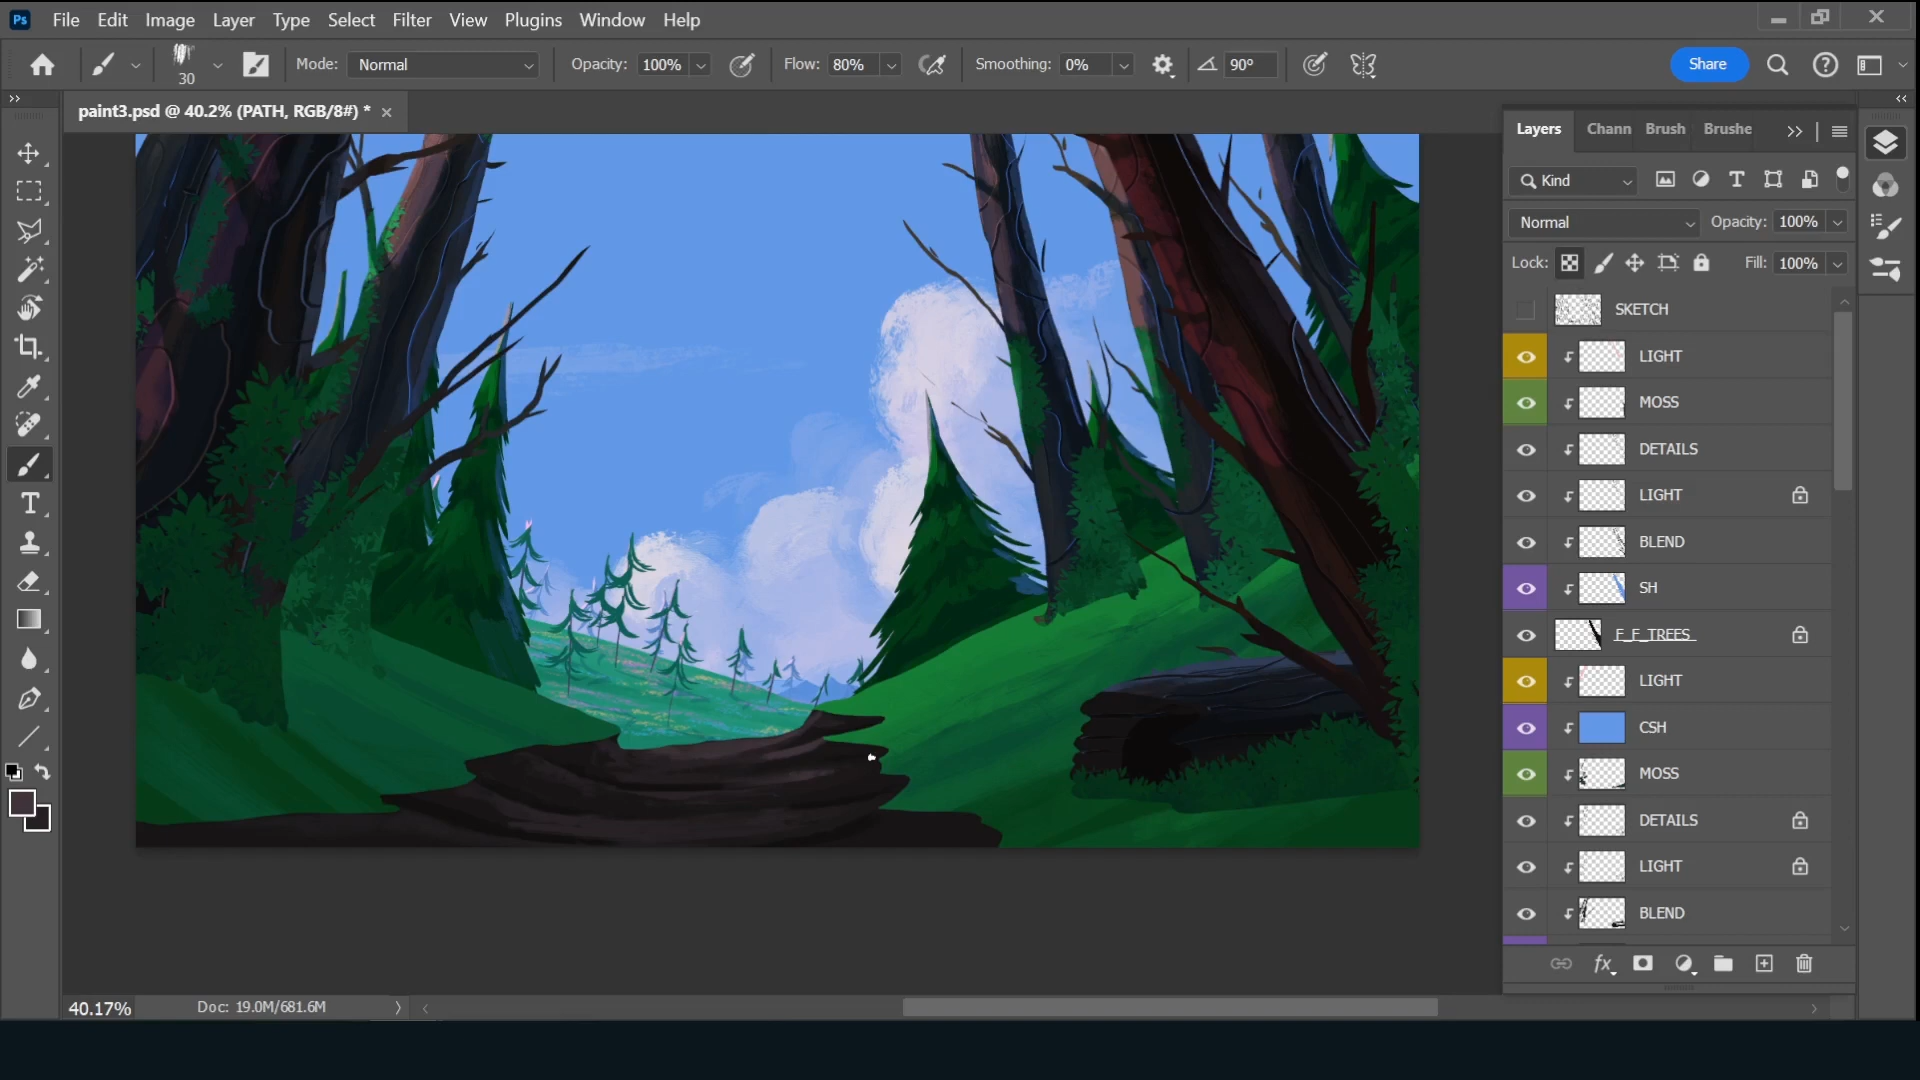 Ps File Edit Image Layer Type Select Filter View Plugins Window Help
30 Mode: Normal Opacity: 100% Flow: 80% Smoothing: 0% 90° Share
paint3.psd @ 40.2% (PATH, RGB/8#) *
Layers Chann Brush Brushe
Kind
Normal Opacity: 100%
Lock: Fill: 100%
SKETCH
LIGHT
MOSS
DETAILS
LIGHT
BLEND
SH
F_F_TREES
LIGHT
CSH
MOSS
DETAILS
LIGHT
BLEND
fx
40.17% Doc: 19.0M/681.6M